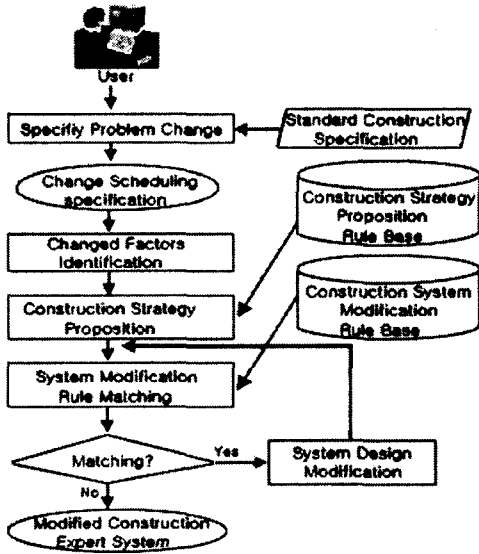 User
Specifiy Problem Change
Standard Construction
Specification
Change Scheduling
specification
Construction Strategy
Proposition
Rule Base
Changed Factors
Identification
Construction System
Modification
Rule Base
Construction Strategy
Proposition
System Modification
Rule Matching
Matching?
Yes
System Design
Modification
No
Modified Construction
Expert System